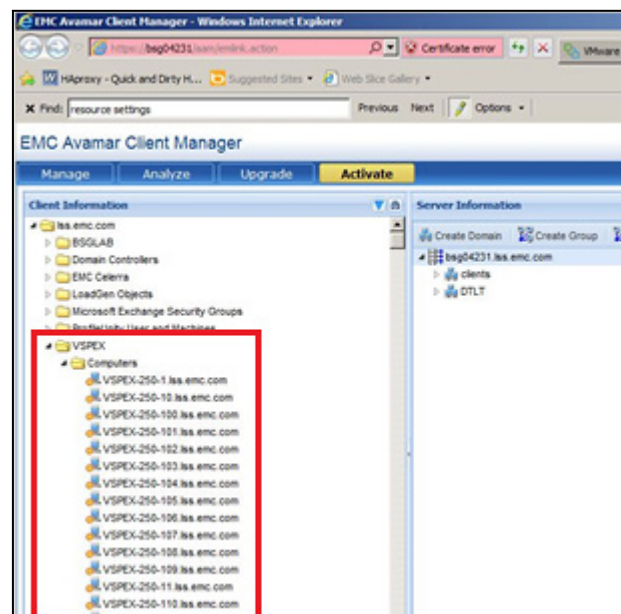 EMC Avamar Client Manager - Windows Internet Explorer
https://bsg04231/aam/emlink.action
Certificate error
VMware
HAproxy - Quick and Dirty H...
Suggested Sites
Web Slice Gallery
Find: resource settings
Previous Next Options
EMC Avamar Client Manager
Manage Analyze Upgrade Activate
Client Information
lss.emc.com
BSGLAB
Domain Controllers
EMC Celerra
LoadGen Objects
Microsoft Exchange Security Groups
ProfileUnity User and Machines
VSPEX
Computers
VSPEX-250-1.lss.emc.com
VSPEX-250-10.lss.emc.com
VSPEX-250-100.lss.emc.com
VSPEX-250-101.lss.emc.com
VSPEX-250-102.lss.emc.com
VSPEX-250-103.lss.emc.com
VSPEX-250-104.lss.emc.com
VSPEX-250-105.lss.emc.com
VSPEX-250-106.lss.emc.com
VSPEX-250-107.lss.emc.com
VSPEX-250-108.lss.emc.com
VSPEX-250-109.lss.emc.com
VSPEX-250-11.lss.emc.com
VSPEX-250-110.lss.emc.com
Server Information
Create Domain Create Group
bsg04231.lss.emc.com
clients
DTLT